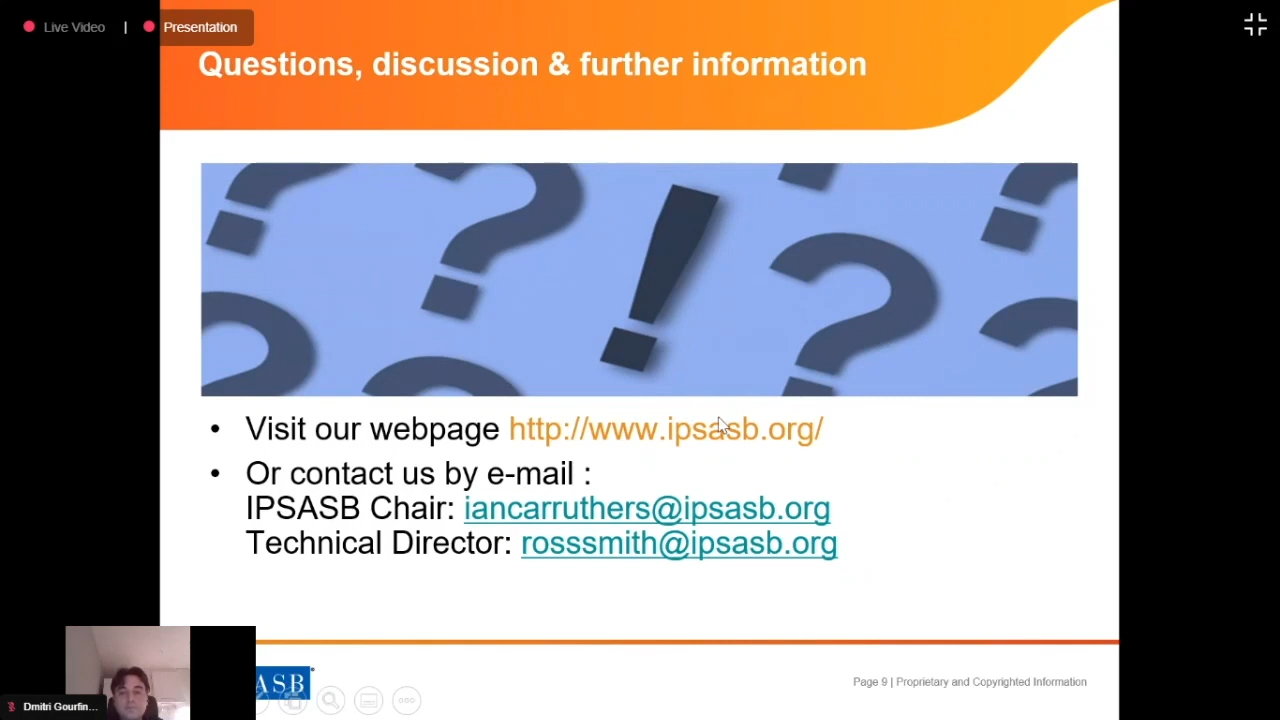 Live Video | Presentation
Questions, discussion & further information
• Visit our webpage http://www.ipsasb.org/
• Or contact us by e-mail :
IPSASB Chair: iancarruthers@ipsasb.org
Technical Director: rosssmith@ipsasb.org
ASB
Page 9 | Proprietary and Copyrighted Information
Dmitri Gourfin...